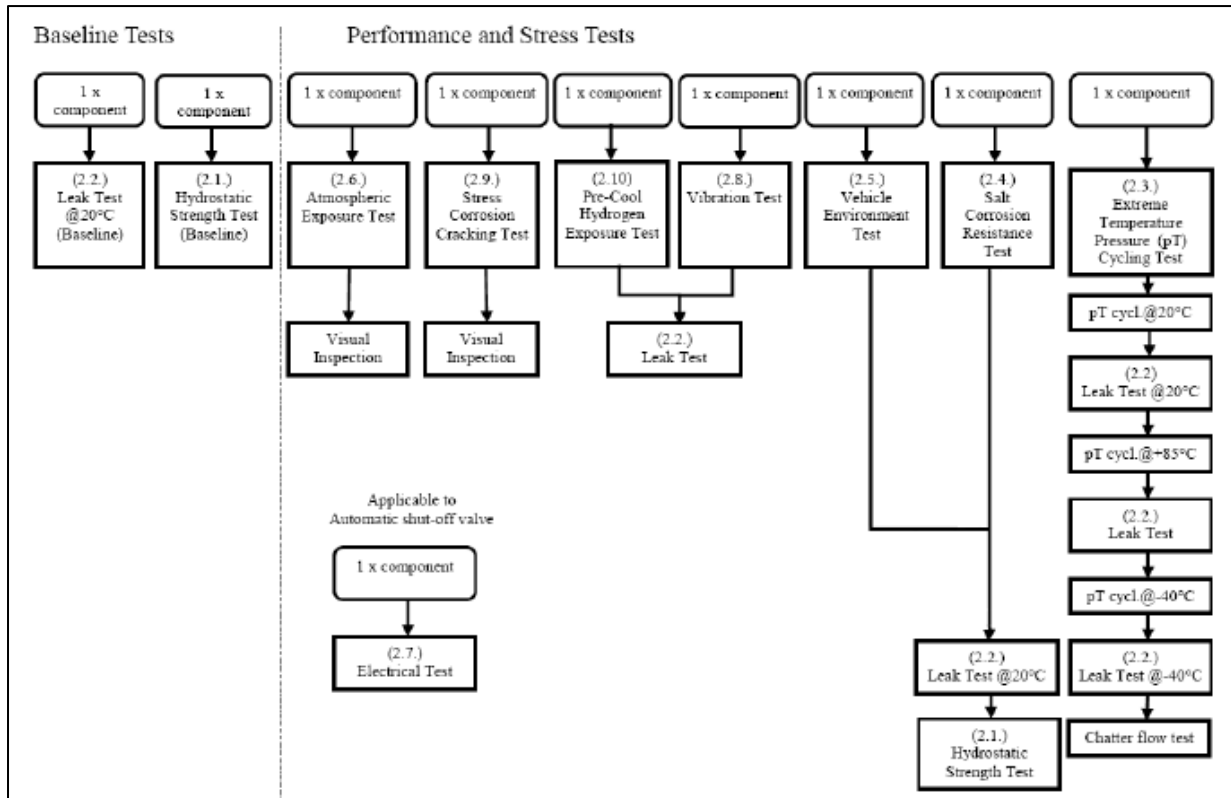 Baseline Tests
Performance and Stress Tests
1 x
component
1 x
component
1 x component
1 x component
1 x component
1 x component
1 x component
1 x component
1 x component
(2.2.)
Leak Test
@20°C
(Baseline)
(2.1.)
Hydrostatic
Strength Test
(Baseline)
(2.6.)
Atmospheric
Exposure Test
(2.9.)
Stress
Corrosion
Cracking Test
(2.10)
Pre-Cool
Hydrogen
Exposure Test
(2.8.)
Vibration Test
(2.5.)
Vehicle
Environment
Test
(2.4.)
Salt
Corrosion
Resistance
Test
(2.3.)
Extreme
Temperature
Pressure (pT)
Cycling Test
Visual
Inspection
Visual
Inspection
(2.2.)
Leak Test
pT cycl.@20°C
(2.2)
Leak Test @20°C
pT cycl.@+85°C
(2.2.)
Leak Test
pT cycl.@-40°C
(2.2.)
Leak Test @-40°C
Chatter flow test
Applicable to
Automatic shut-off valve
1 x component
(2.7.)
Electrical Test
(2.2.)
Leak Test @20°C
(2.1.)
Hydrostatic
Strength Test